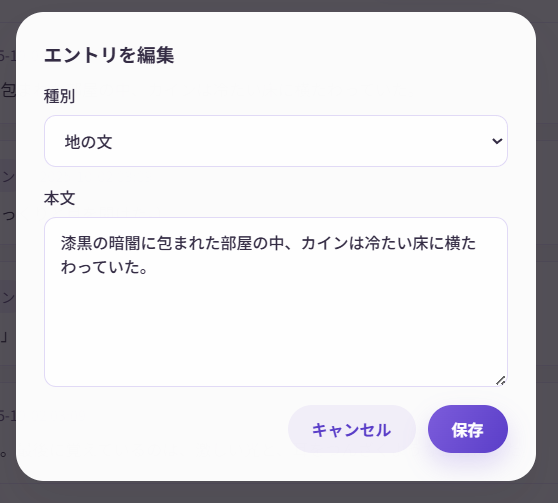 エントリを編集
種別
地の文
本文
漆黒の暗闇に包まれた部屋の中、カインは冷たい床に横た
わっていた。
キャンセル
保存